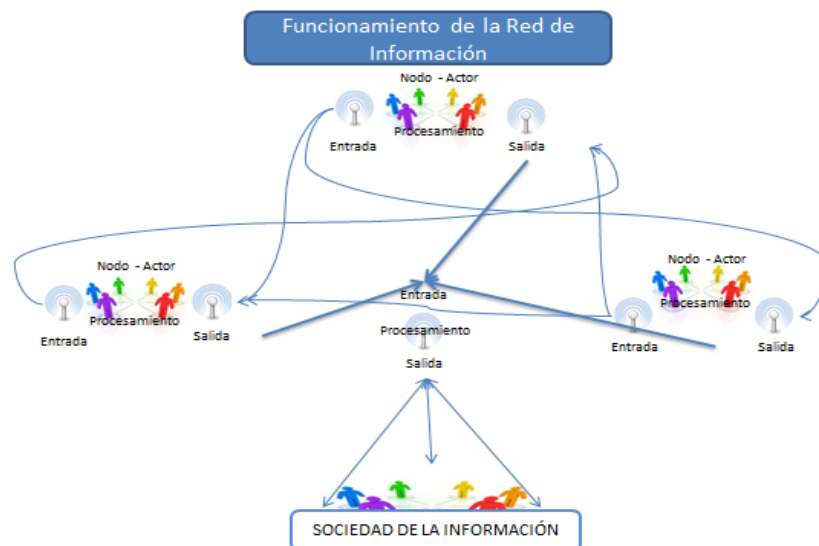 Funcionamiento de la Red de
Información
Nodo - Actor
Procesamiento
Entrada
Salida
Nodo - Actor
Procesamiento
Entrada
Salida
Entrada
Procesamiento
Salida
Nodo - Actor
Procesamiento
Entrada
Salida
SOCIEDAD DE LA INFORMACIÓN